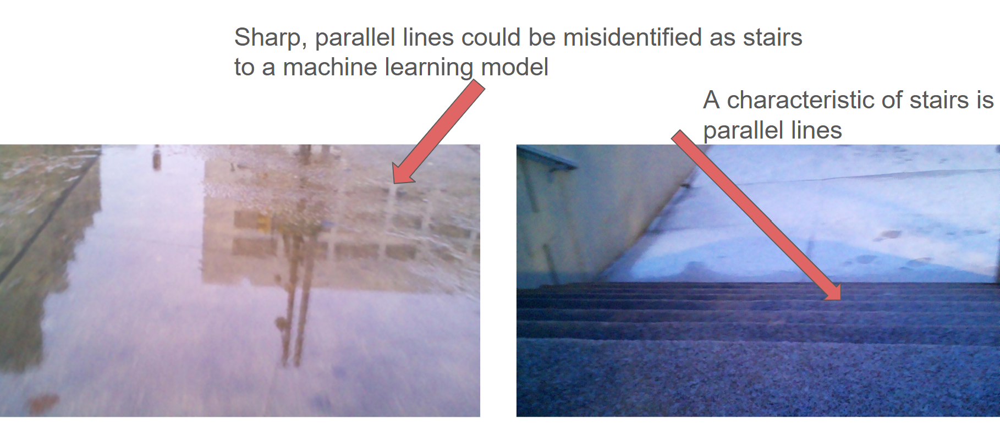 Sharp, parallel lines could be misidentified as stairs
to a machine learning model
A characteristic of stairs is
parallel lines